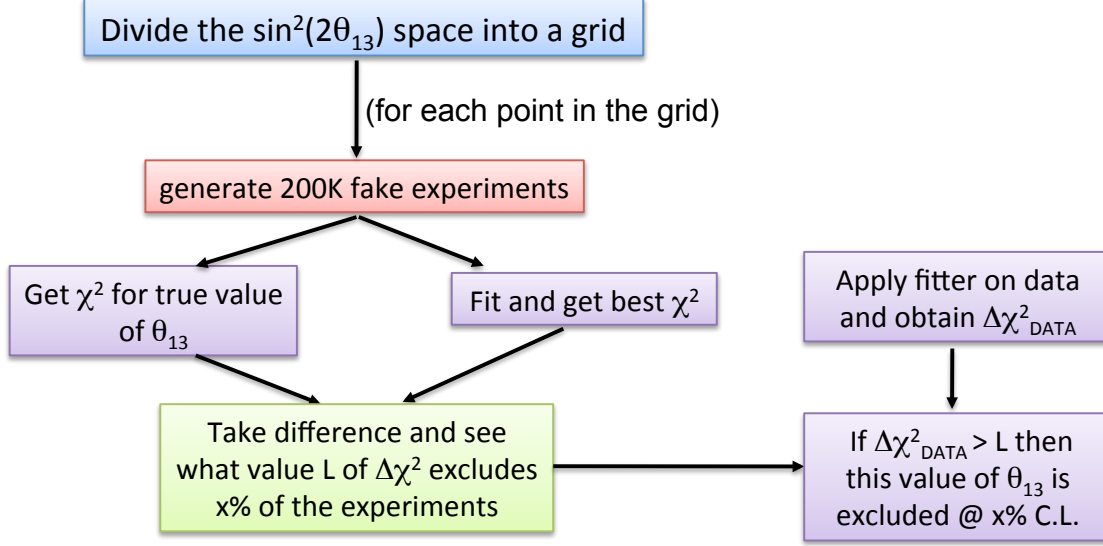 Divide the sin²(2θ₁₃) space into a grid
(for each point in the grid)
generate 200K fake experiments
Get χ² for true value
of θ₁₃
Fit and get best χ²
Apply fitter on data
and obtain Δχ²_DATA
Take difference and see
what value L of Δχ² excludes
x% of the experiments
If Δχ²_DATA > L then
this value of θ₁₃ is
excluded @ x% C.L.